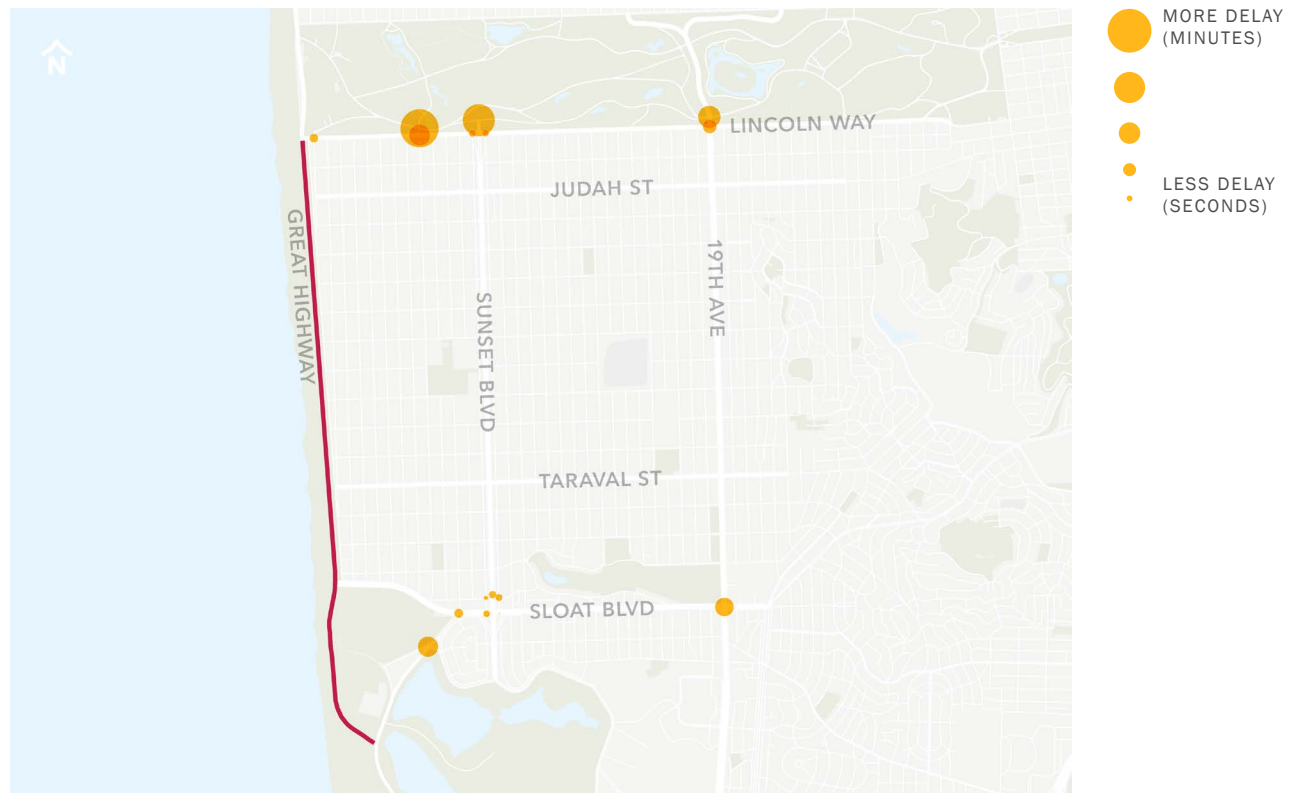 N
LINCOLN WAY
JUDAH ST
GREAT HIGHWAY
SUNSET BLVD
19TH AVE
TARAVAL ST
SLOAT BLVD
MORE DELAY
(MINUTES)
LESS DELAY
(SECONDS)